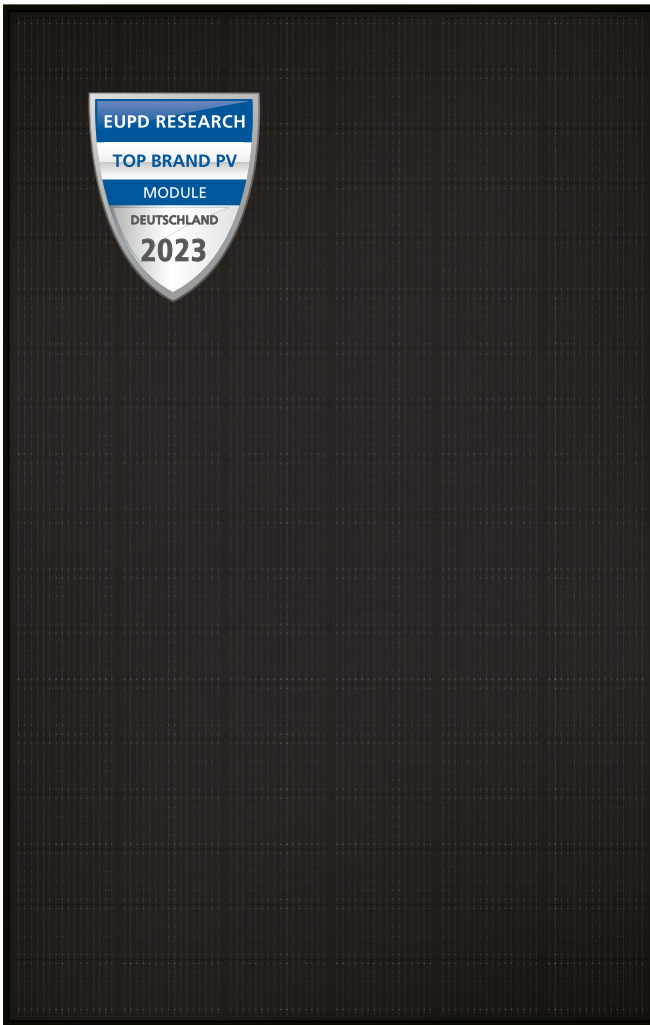 EUPD RESEARCH
TOP BRAND PV
MODULE
DEUTSCHLAND
2023